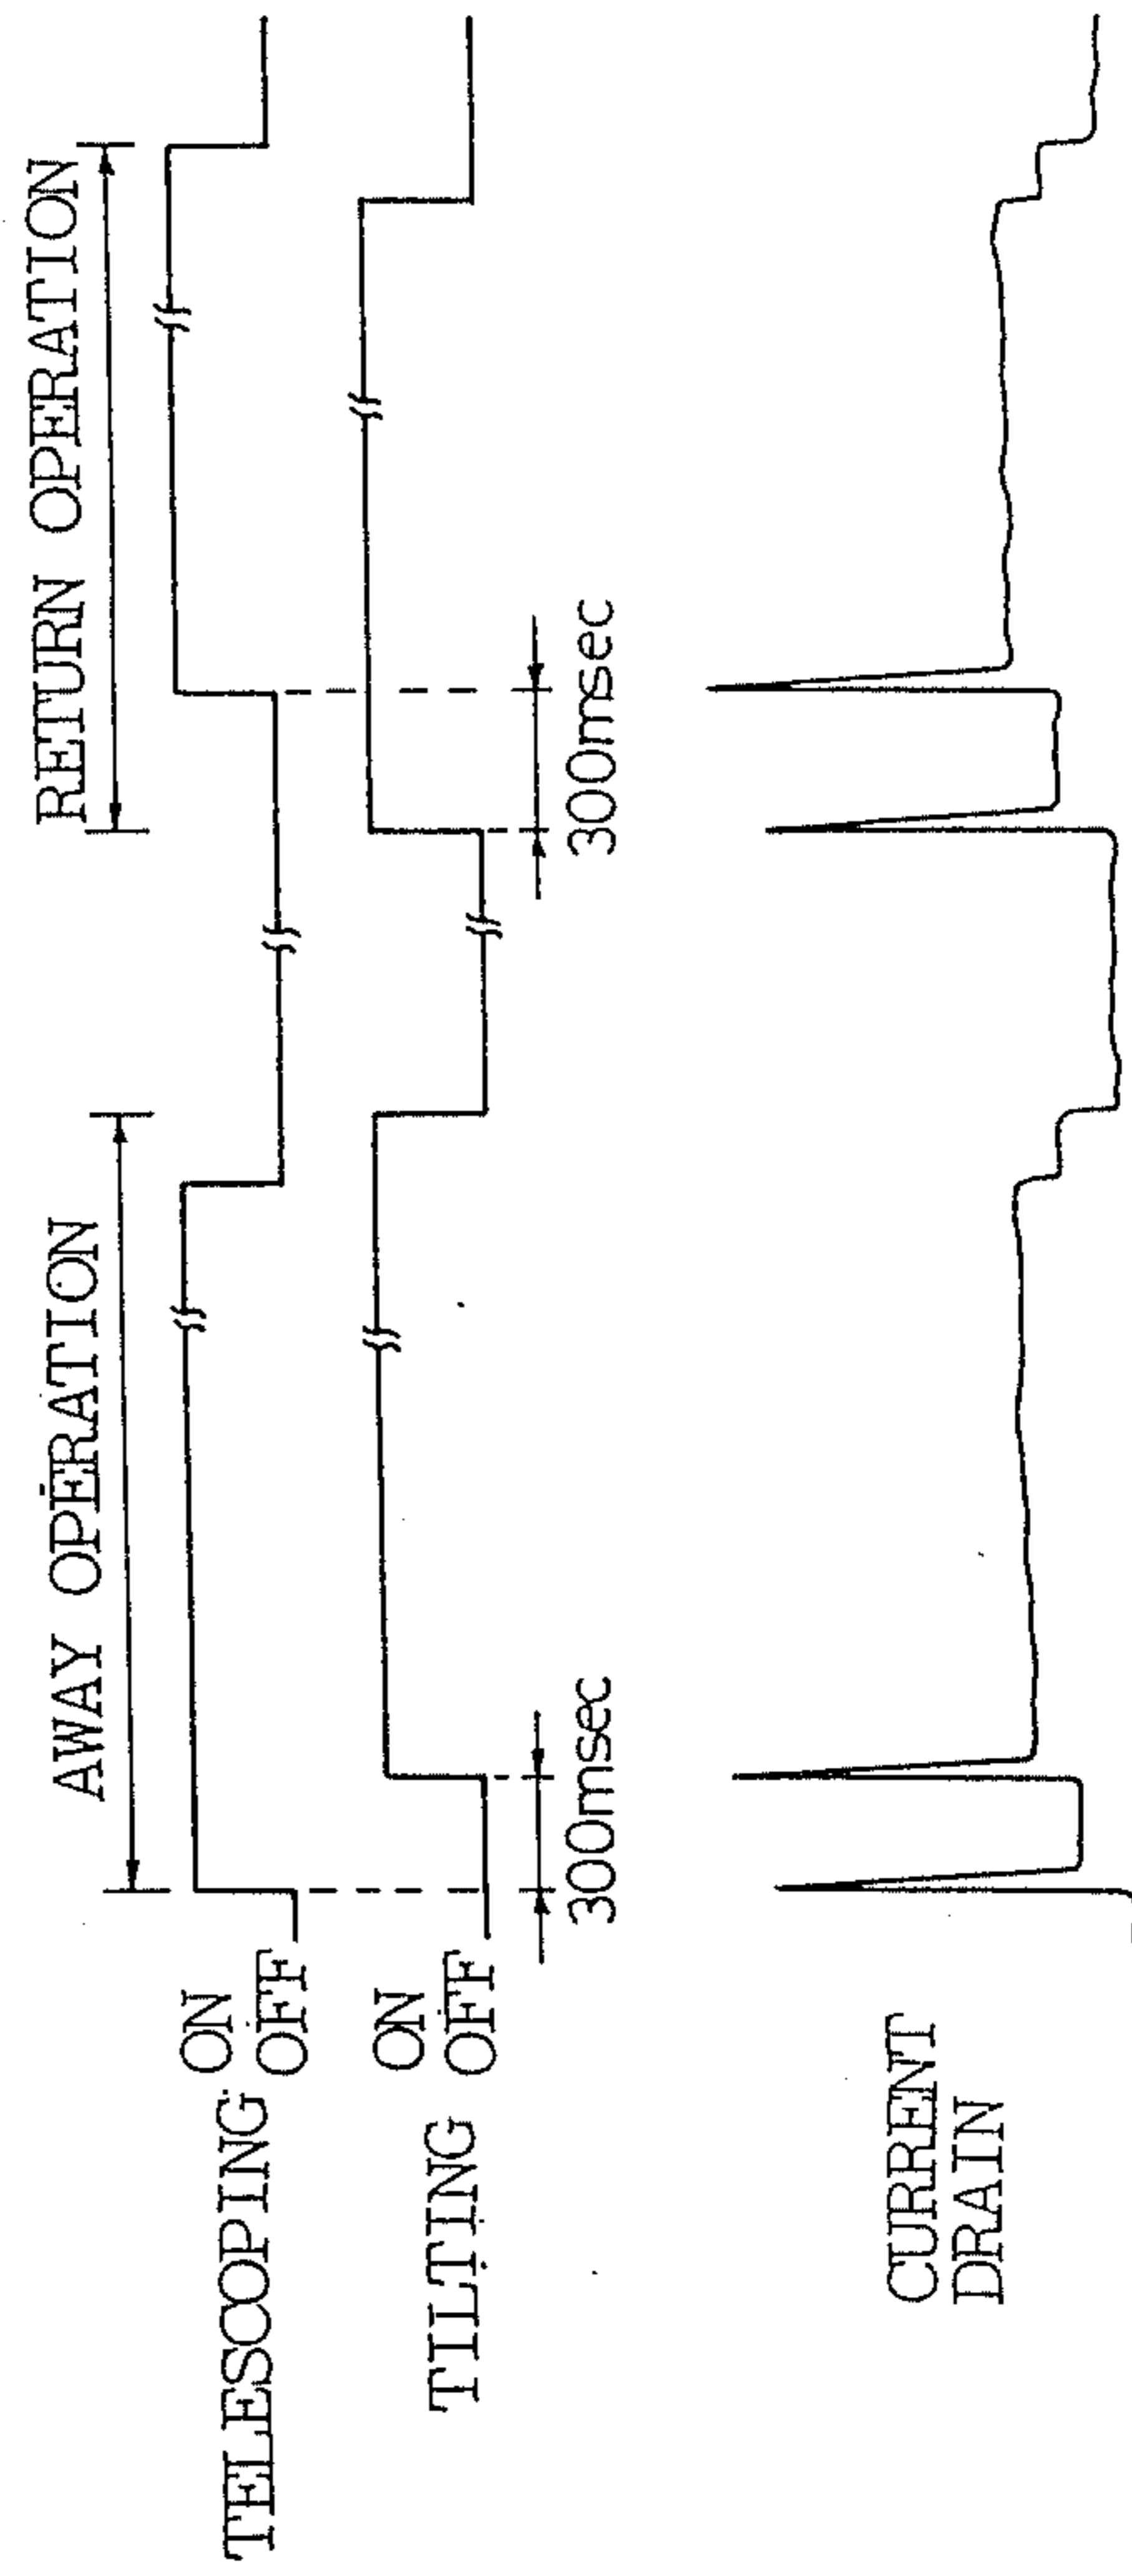 AWAY OPERATION
RETURN OPERATION
TELESCOPING
ON
OFF
TILTING
ON
OFF
300msec
300msec
CURRENT
DRAIN